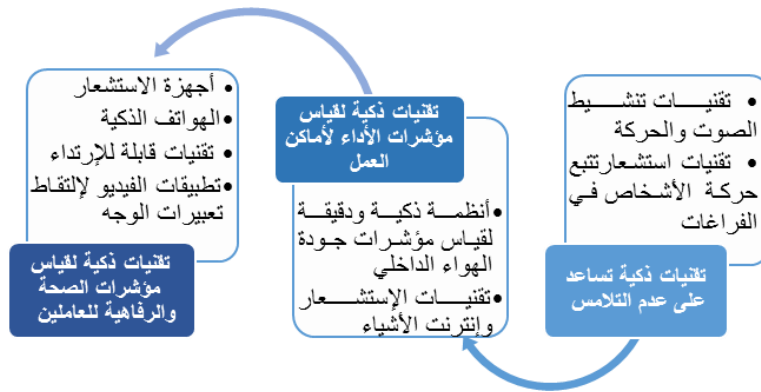 تقنيات تنشيط
الصوت والحركة
تقنيات استشعارتتبع
حركة الأشخاص في
الفراغات
تقنيات ذكية تساعد
على عدم التلامس
تقنيات ذكية لقياس
مؤشرات الأداء لأماكن
العمل
أنظمة ذكية ودقيقة
لقياس مؤشرات جودة
الهواء الداخلي
تقنيات الإستشعار
وإنترنت الأشياء
أجهزة الاستشعار
الهواتف الذكية
تقنيات قابلة للإرتداء
تطبيقات الفيديو لإلتقاط
تعبيرات الوجه
تقنيات ذكية لقياس
مؤشرات الصحة
والرفاهية للعاملين